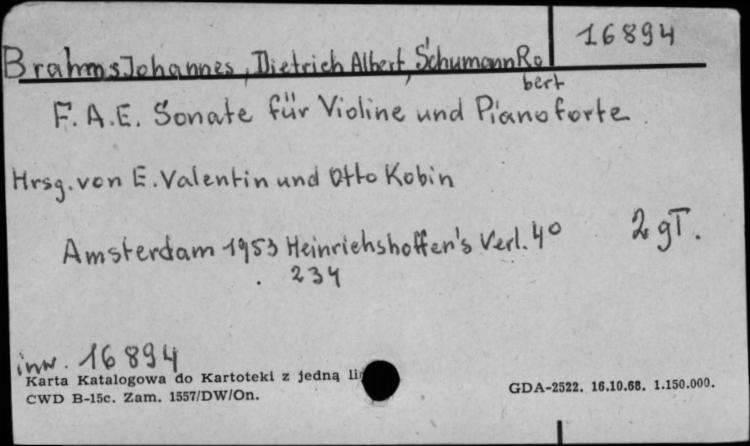 16894
Brahms Johannes, Dietrich Albert, Schumann Ro
bert
F. A. E. Sonate für Violine und Pianoforte
Hrsg. von E. Valentin und Otto Kobin
Amsterdam 1953 Heinrichshoffen's Verl. 4°
2 gT.
234
inw. 16894
Karta Katalogowa do Kartoteki z jedną li
CWD B-15c. Zam. 1557/DW/On.
GDA-2522. 16.10.68. 1.150.000.